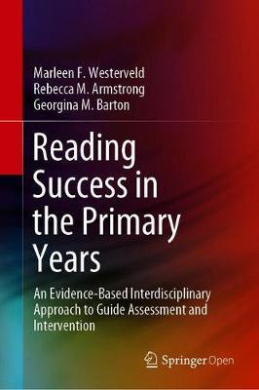 Marleen F. Westerveld
Rebecca M. Armstrong
Georgina M. Barton
Reading
Success in
the Primary
Years
An Evidence-Based Interdisciplinary
Approach to Guide Assessment and
Intervention
Springer Open